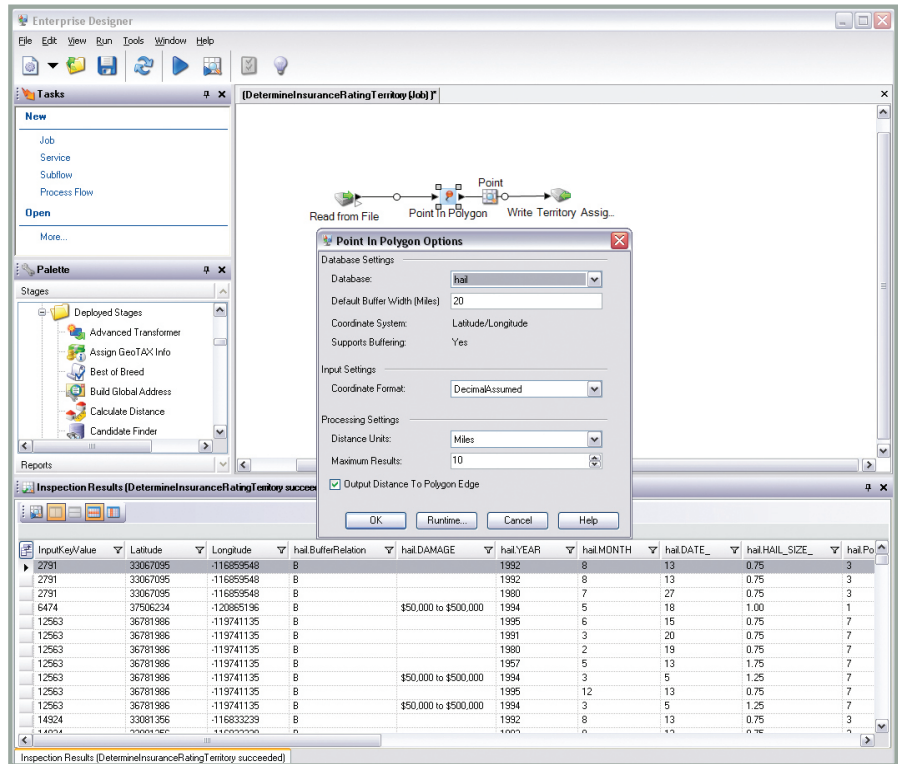 Enterprise Designer
File Edit View Run Tools Window Help
Tasks
New
Job
Service
Subflow
Process Flow
Open
More...
Palette
Stages
Deployed Stages
Advanced Transformer
Assign GeoTAX Info
Best of Breed
Build Global Address
Calculate Distance
Candidate Finder
Reports
(DetermineInsuranceRatingTerritory (Job) )*
Point
Read from File Point In Polygon Write Territory Assig...
Point In Polygon Options
Database Settings
Database: hail
Default Buffer Width (Miles) 20
Coordinate System: Latitude/Longitude
Supports Buffering: Yes
Input Settings
Coordinate Format: DecimalAssumed
Processing Settings
Distance Units: Miles
Maximum Results: 10
Output Distance To Polygon Edge
OK Runtime... Cancel Help
Inspection Results (DetermineInsuranceRatingTerritory succee
InputKeyValue Latitude Longitude hail.BufferRelation hail.DAMAGE hail.YEAR hail.MONTH hail.DATE_ hail.HAIL_SIZE_ hail.Po
2791 33067095 -116859548 B 1992 8 13 0.75 3
2791 33067095 -116859548 B 1992 8 13 0.75 3
2791 33067095 -116859548 B 1980 7 27 0.75 3
6474 37506234 -120865196 B $50,000 to $500,000 1994 5 18 1.00 1
12563 36781986 -119741135 B 1995 6 15 0.75 7
12563 36781986 -119741135 B 1991 3 20 0.75 7
12563 36781986 -119741135 B 1980 2 19 0.75 7
12563 36781986 -119741135 B 1957 5 13 1.75 7
12563 36781986 -119741135 B $50,000 to $500,000 1994 3 5 1.25 7
12563 36781986 -119741135 B 1995 12 13 0.75 7
12563 36781986 -119741135 B $50,000 to $500,000 1994 3 5 1.25 7
14924 33081356 -116833239 B 1992 8 13 0.75 3
Inspection Results (DetermineInsuranceRatingTerritory succeeded)